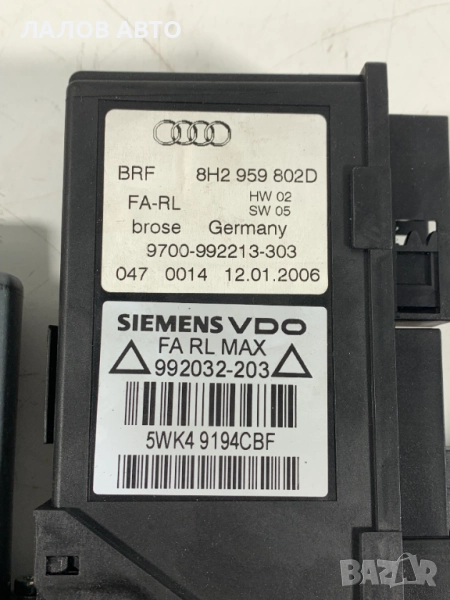 ЛАЛОВ АВТО
BRF 8H2 959 802D
FA-RL HW 02
SW 05
brose Germany
9700-992213-303
047 0014 12.01.2006
SIEMENS VDO
FA RL MAX
992032-203
5WK4 9194CBF
BAZAR